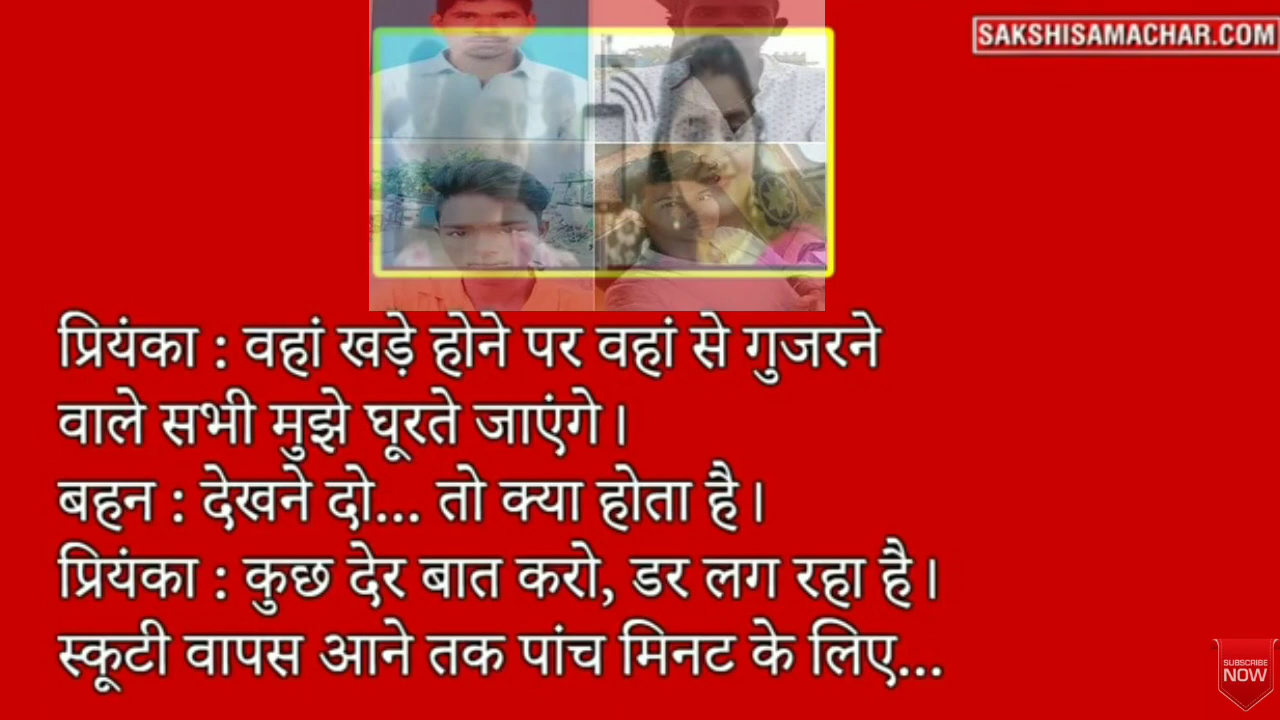 SAKSHISAMACHAR.COM
प्रियंका : वहां खड़े होने पर वहां से गुजरने
वाले सभी मुझे घूरते जाएंगे।
बहन : देखने दो... तो क्या होता है।
प्रियंका : कुछ देर बात करो, डर लग रहा है।
स्कूटी वापस आने तक पांच मिनट के लिए...
SUBSCRIBE
NOW